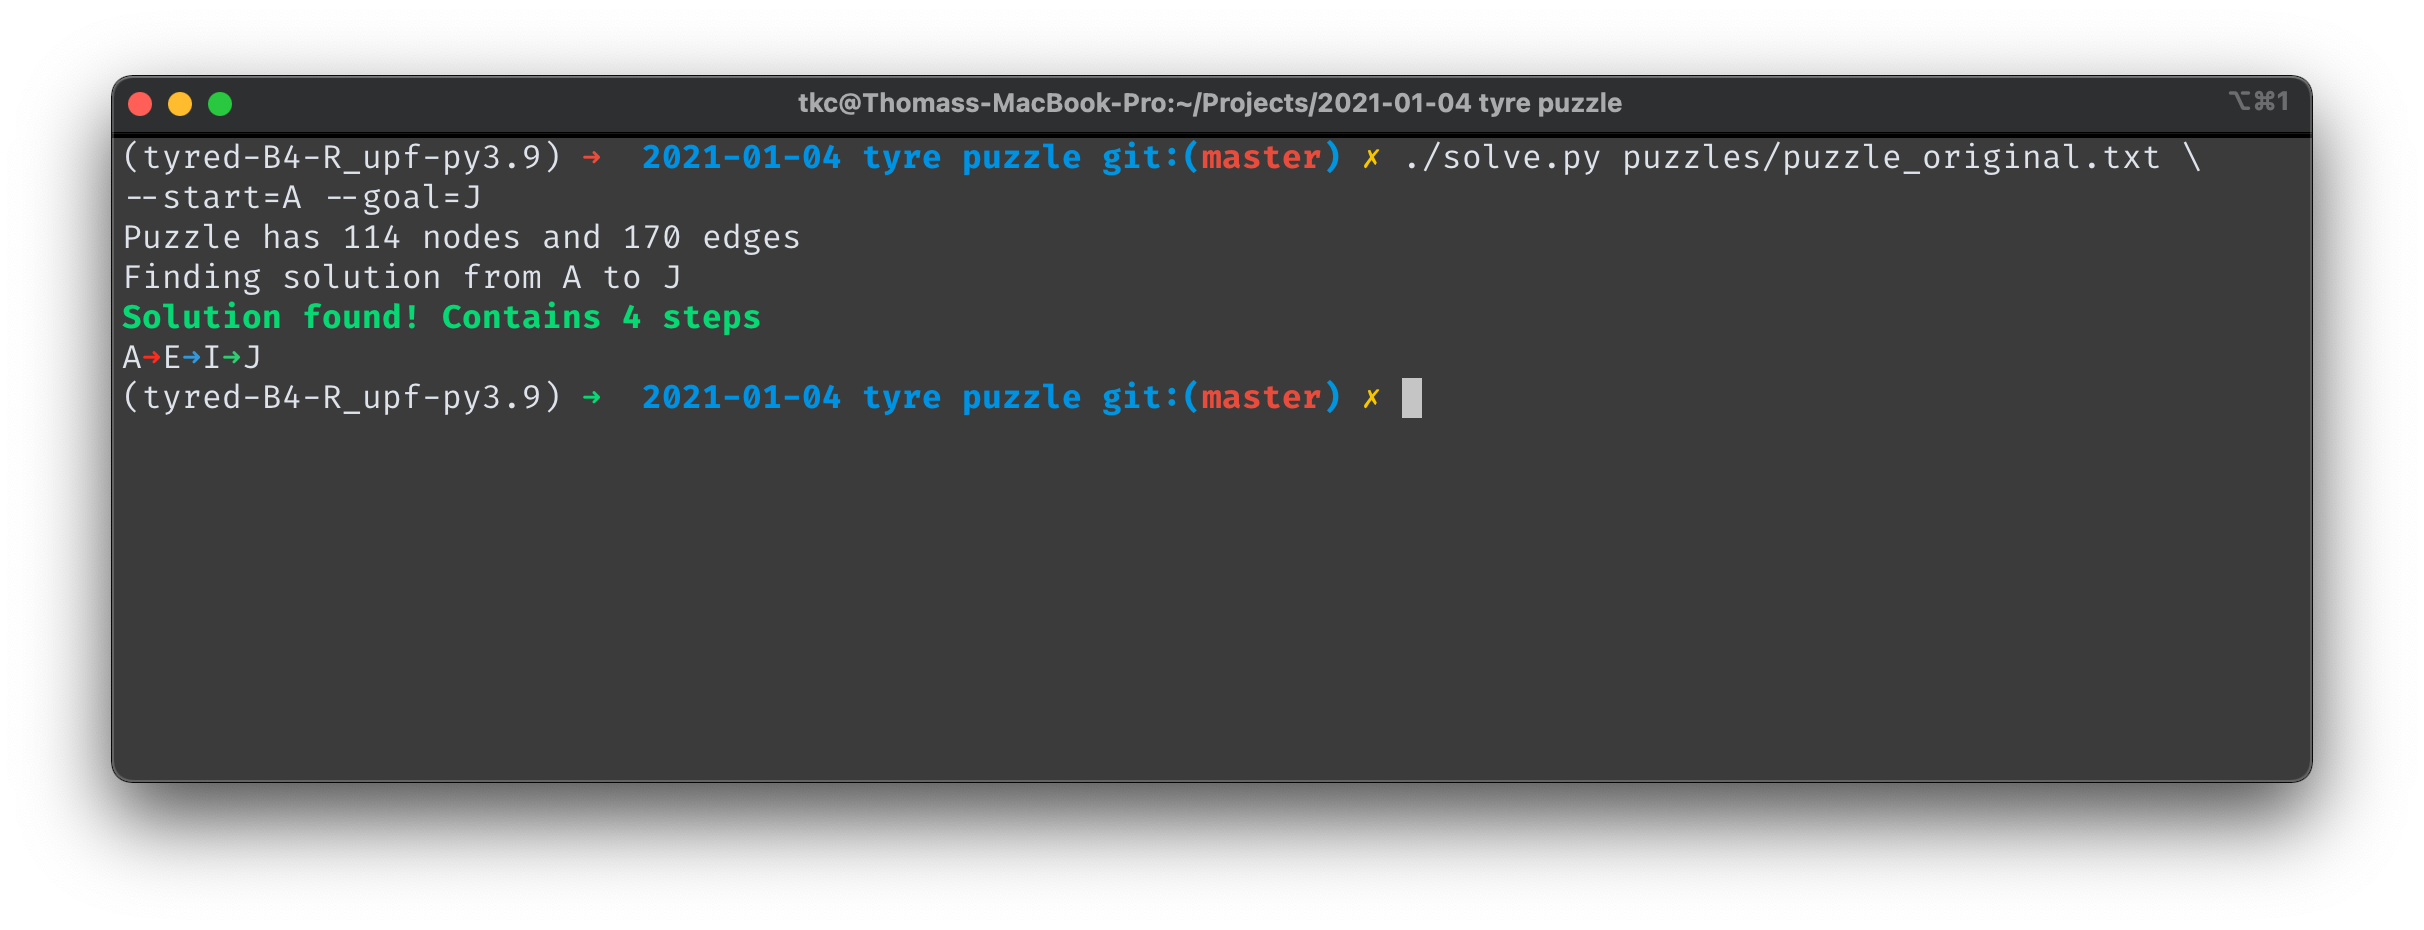 tkc@Thomass-MacBook-Pro:~/Projects/2021-01-04 tyre puzzle ⌥⌘1
(tyred-B4-R_upf-py3.9) ➜  2021-01-04 tyre puzzle git:(master) ✗ ./solve.py puzzles/puzzle_original.txt \
--start=A --goal=J
Puzzle has 114 nodes and 170 edges
Finding solution from A to J
Solution found! Contains 4 steps
A➜E➜I➜J
(tyred-B4-R_upf-py3.9) ➜  2021-01-04 tyre puzzle git:(master) ✗